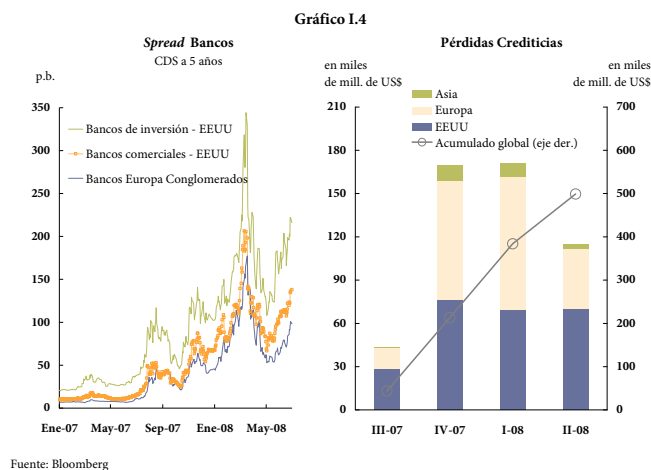 Gráfico I.4
Spread Bancos
CDS a 5 años
p.b.
350
300
250
200
150
100
50
0
Bancos de inversión - EEUU
Bancos comerciales - EEUU
Bancos Europa Conglomerados
Ene-07 May-07 Sep-07 Ene-08 May-08
Pérdidas Crediticias
en miles
de mill. de US$
en miles
de mill. de US$
210
180
150
120
90
60
30
0
Asia
Europa
EEUU
Acumulado global (eje der.)
700
600
500
400
300
200
100
0
III-07 IV-07 I-08 II-08
Fuente: Bloomberg